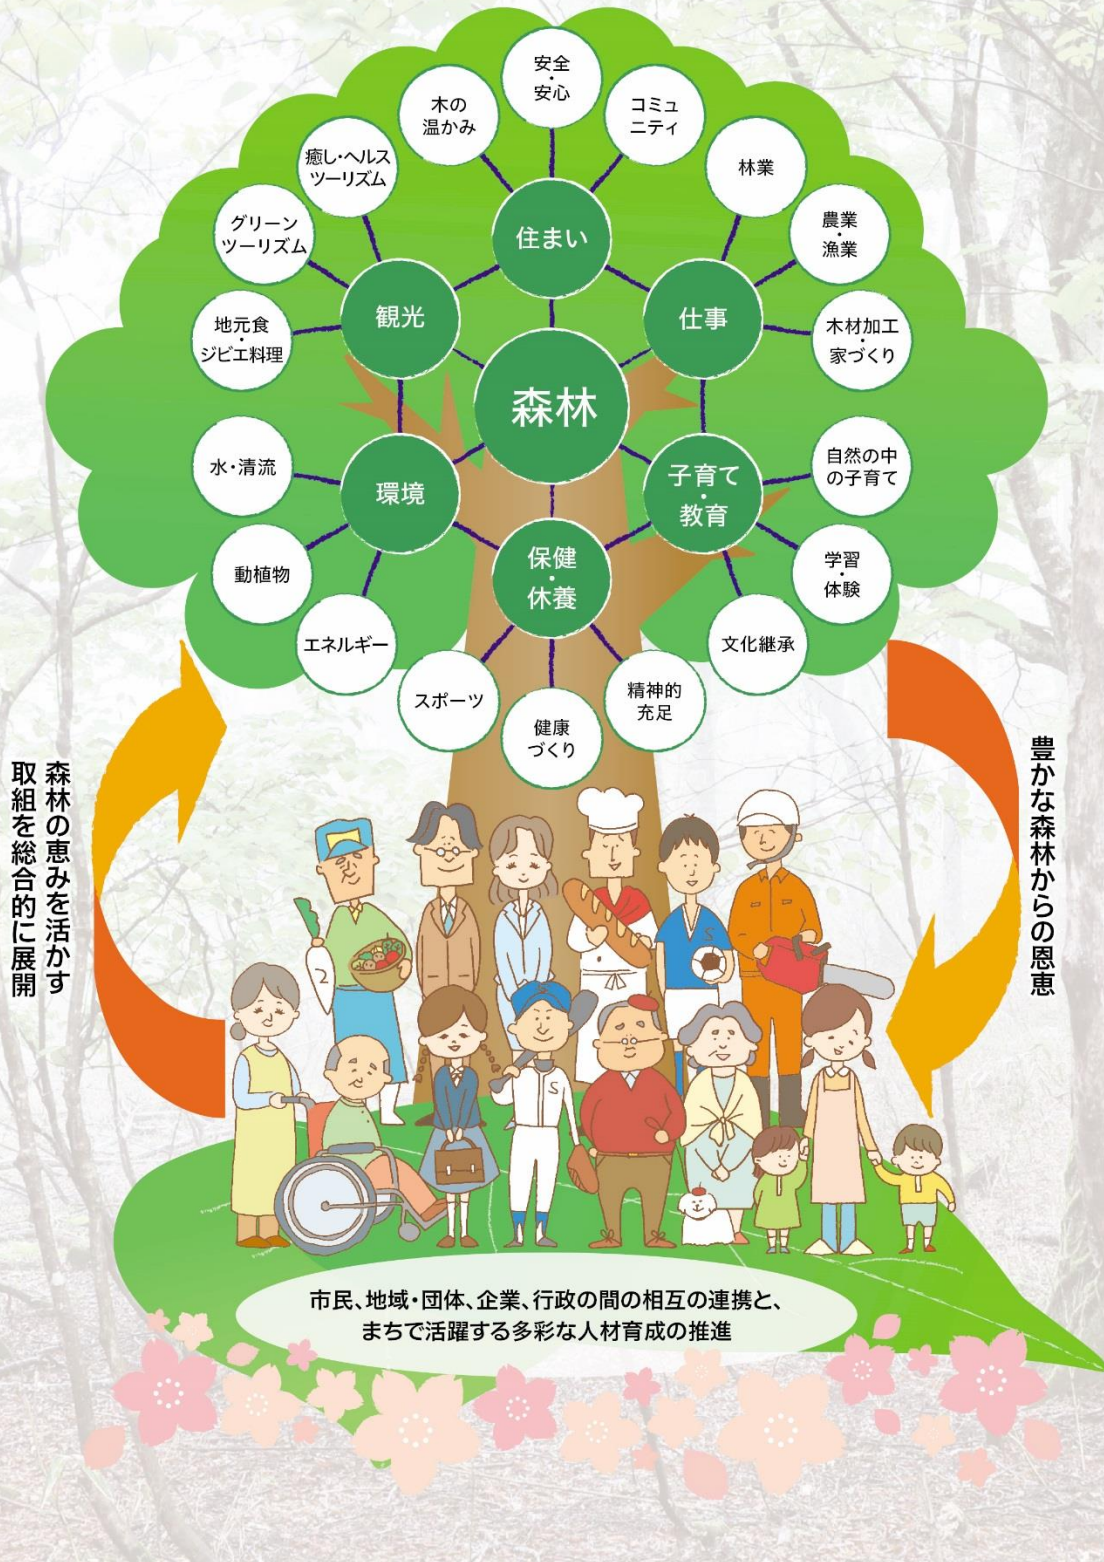 安全
・
安心
木の
温かみ
コミュ
ニティ
癒し・ヘルス
ツーリズム
林業
グリーン
ツーリズム
住まい
農業
・
漁業
観光
仕事
地元食
・
ジビエ料理
木材加工
・
家づくり
森林
水・清流
環境
子育て
・
教育
自然の中
の子育て
動植物
保健
・
休養
学習
・
体験
エネルギー
文化継承
スポーツ
健康
づくり
精神的
充足
森林の恵みを活かす
取組を総合的に展開
豊かな森林からの恩恵
S
2
S
市民、地域・団体、企業、行政の間の相互の連携と、
まちで活躍する多彩な人材育成の推進